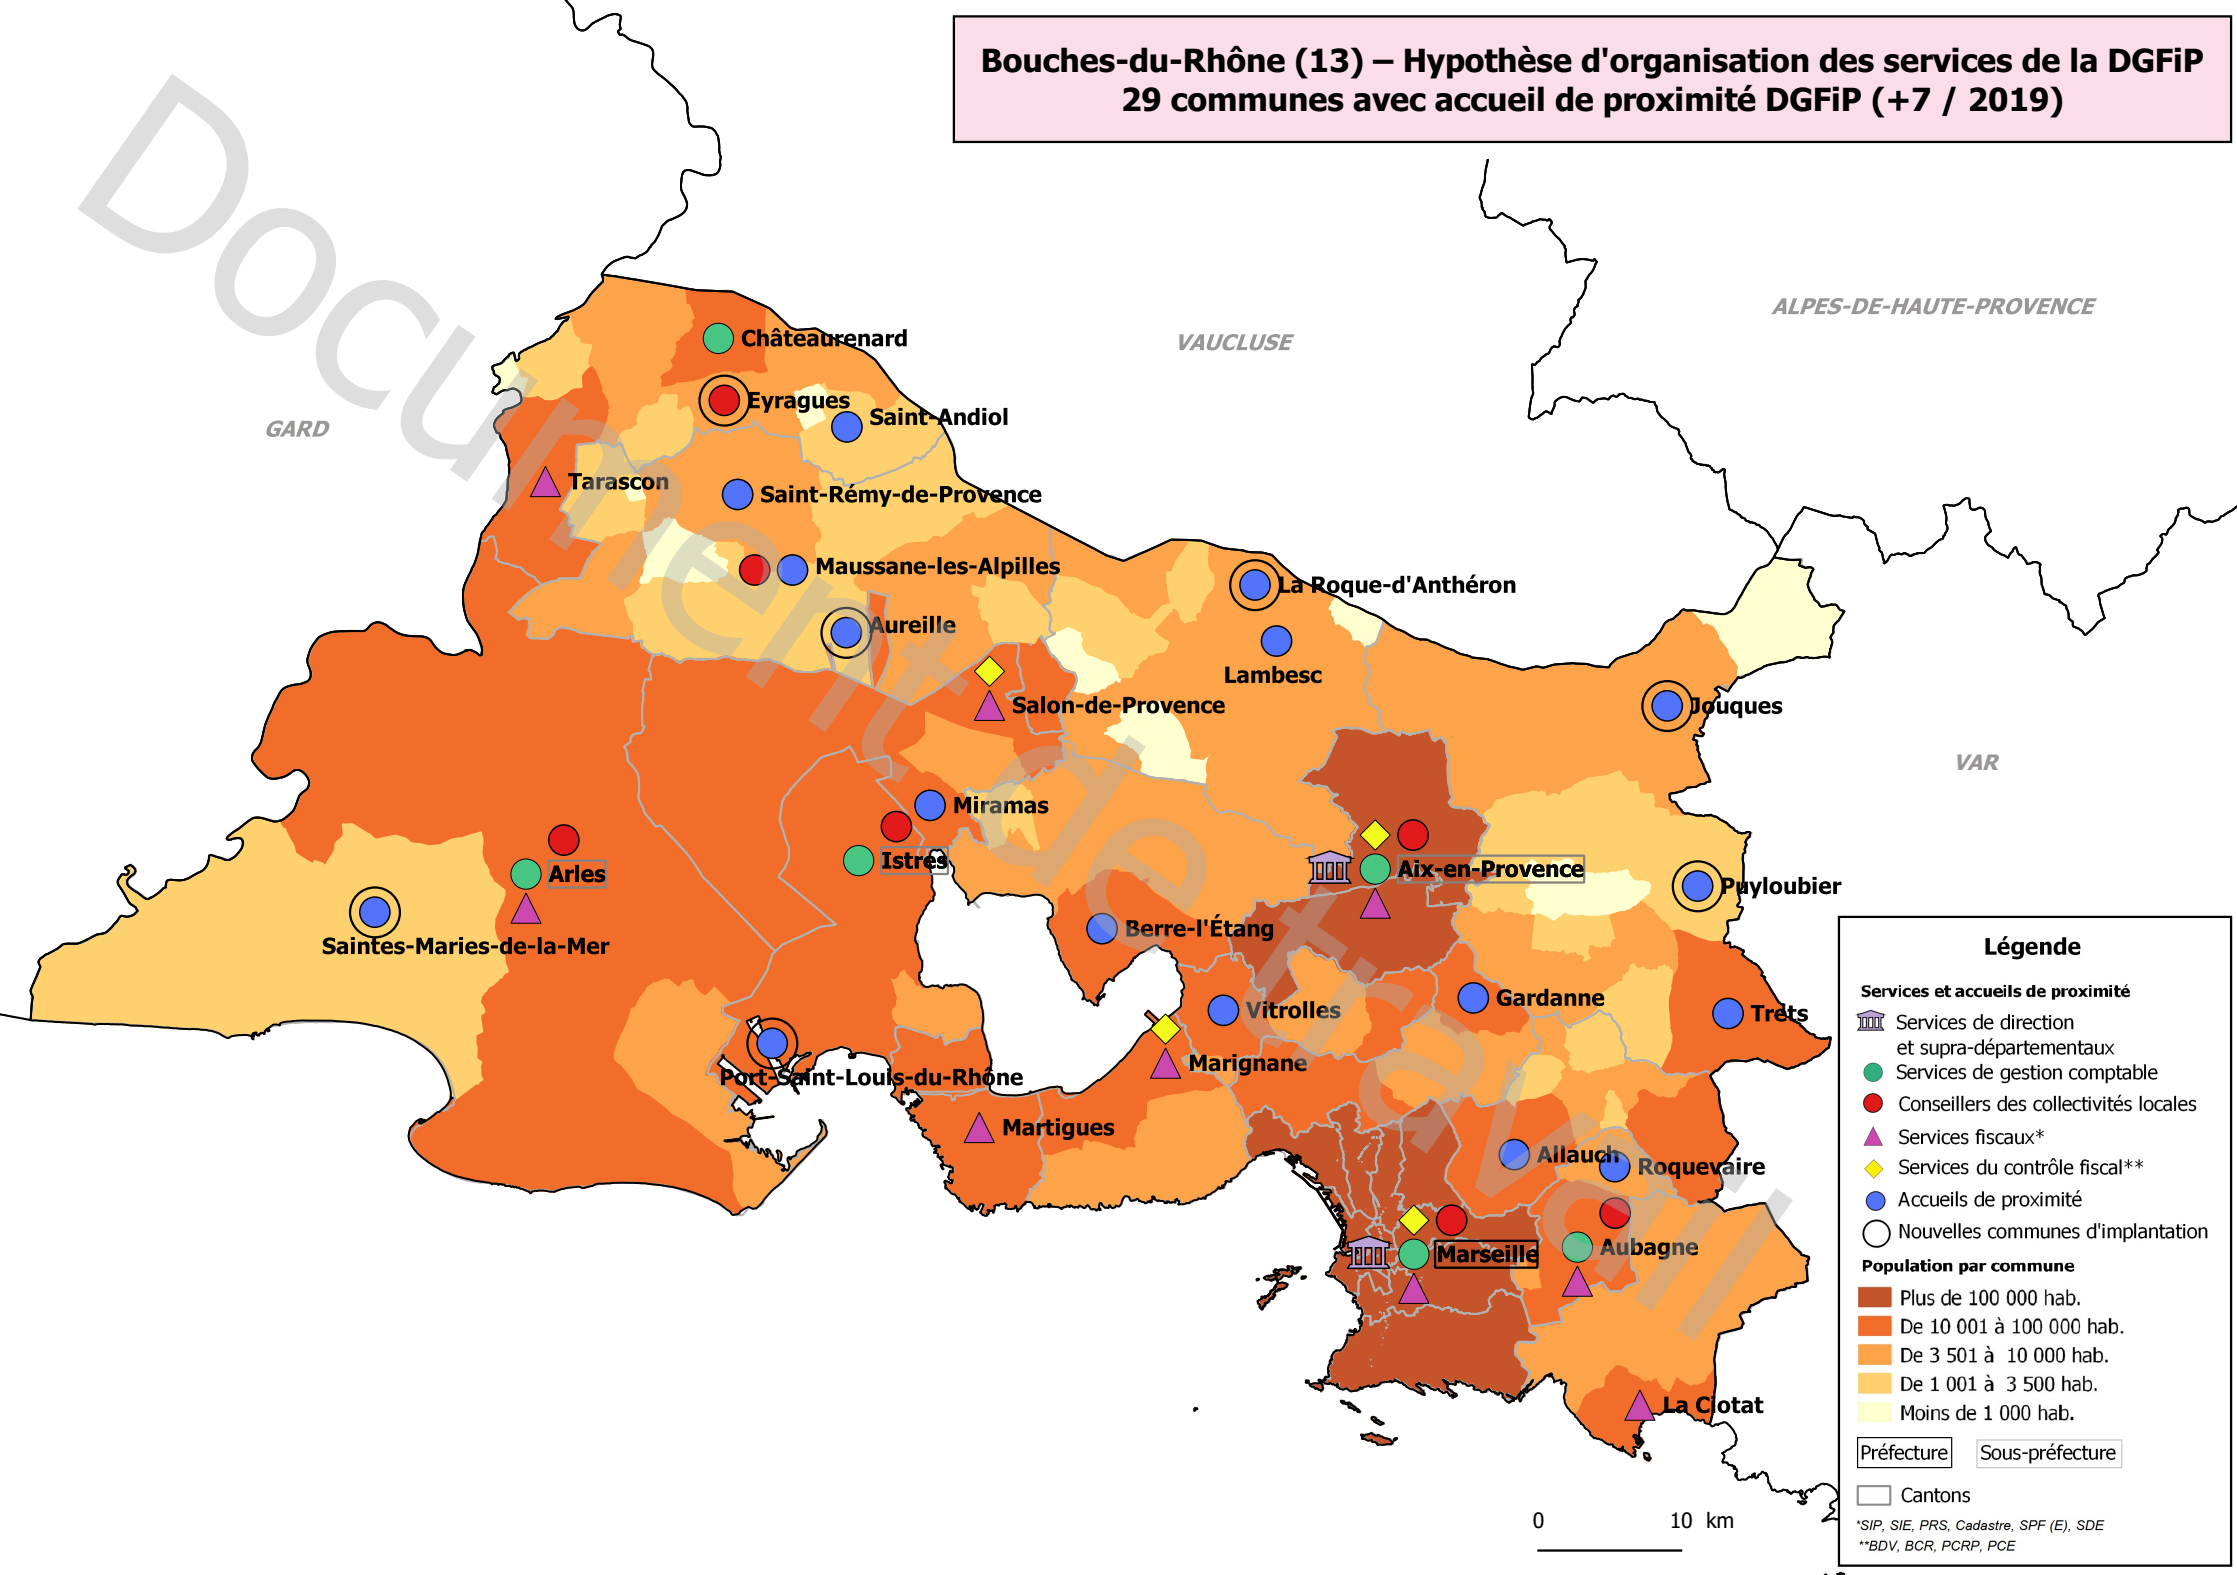 Bouches-du-Rhône (13) – Hypothèse d'organisation des services de la DGFiP
29 communes avec accueil de proximité DGFiP (+7 / 2019)
Document de travail
ALPES-DE-HAUTE-PROVENCE
VAUCLUSE
GARD
VAR
Châteaurenard
Eyragues
Saint-Andiol
Tarascon
Saint-Rémy-de-Provence
Maussane-les-Alpilles
La Roque-d'Anthéron
Aureille
Lambesc
Salon-de-Provence
Jouques
Miramas
Istres
Arles
Aix-en-Provence
Puyloubier
Saintes-Maries-de-la-Mer
Berre-l'Étang
Gardanne
Vitrolles
Trets
Marignane
Port-Saint-Louis-du-Rhône
Martigues
Allauch
Roquevaire
Aubagne
Marseille
La Ciotat
0 10 km
Légende
Services et accueils de proximité
Services de direction
et supra-départementaux
Services de gestion comptable
Conseillers des collectivités locales
Services fiscaux*
Services du contrôle fiscal**
Accueils de proximité
Nouvelles communes d'implantation
Population par commune
Plus de 100 000 hab.
De 10 001 à 100 000 hab.
De 3 501 à 10 000 hab.
De 1 001 à 3 500 hab.
Moins de 1 000 hab.
Préfecture Sous-préfecture
Cantons
*SIP, SIE, PRS, Cadastre, SPF (E), SDE
**BDV, BCR, PCRP, PCE